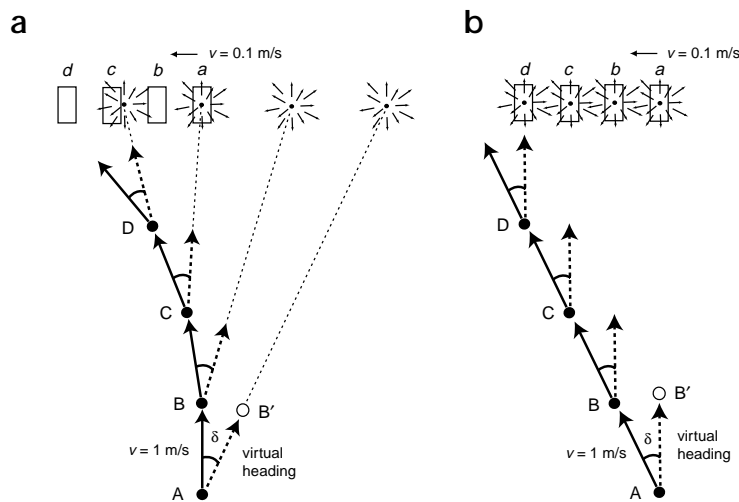 a
v = 0.1 m/s
d c b a
D
C
B
B′
v = 1 m/s
δ
virtual
heading
A
b
v = 0.1 m/s
d c b a
D
C
B
B′
v = 1 m/s
δ
virtual
heading
A